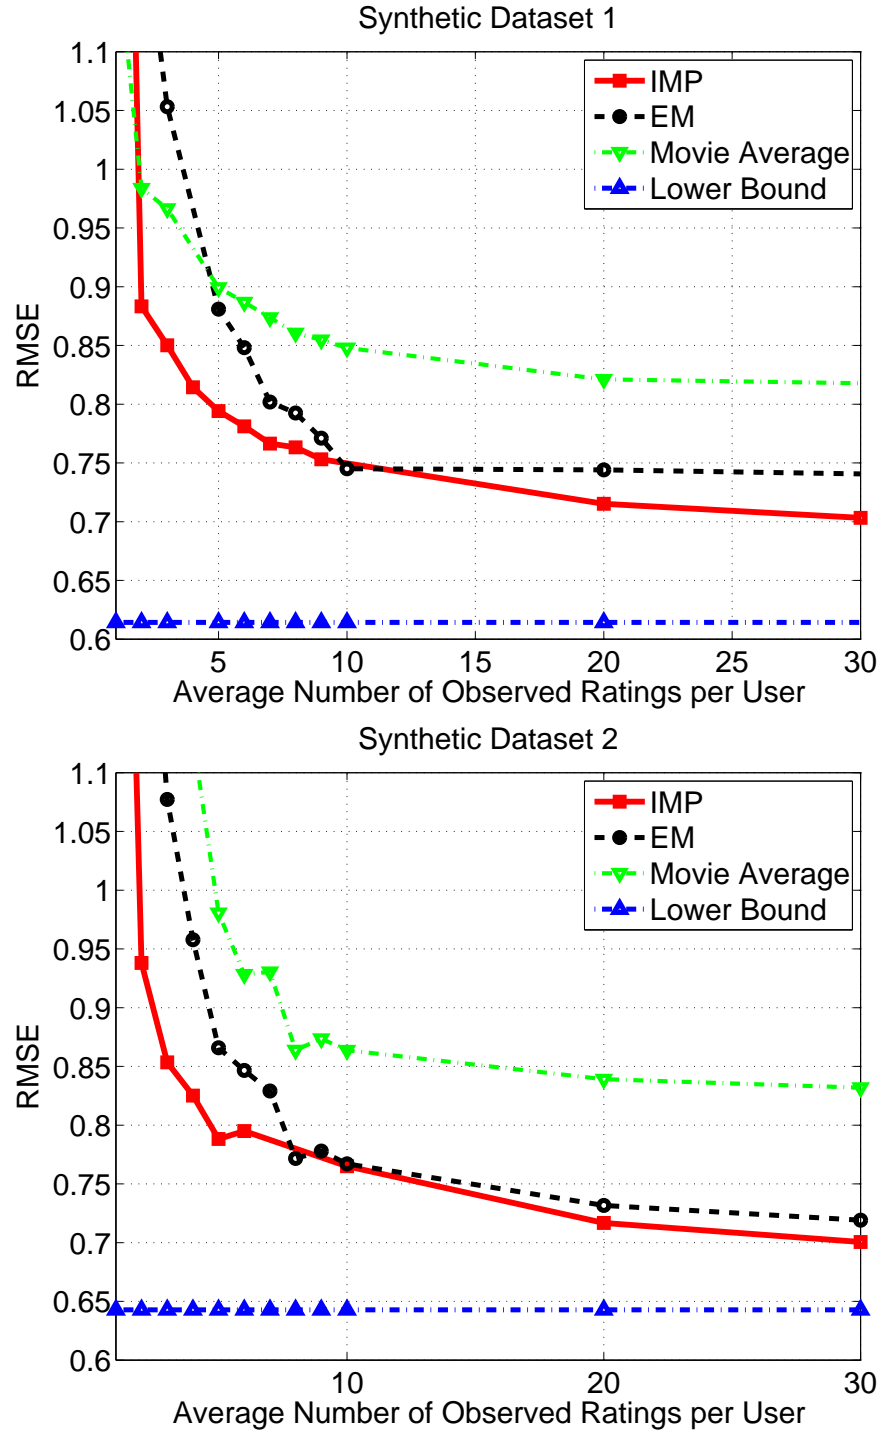 Synthetic Dataset 1
1.1
1.05
1
0.95
0.9
0.85
0.8
0.75
0.7
0.65
0.6
RMSE
IMP
EM
Movie Average
Lower Bound
5 10 15 20 25 30
Average Number of Observed Ratings per User
Synthetic Dataset 2
1.1
1.05
1
0.95
0.9
0.85
0.8
0.75
0.7
0.65
0.6
RMSE
IMP
EM
Movie Average
Lower Bound
10 20 30
Average Number of Observed Ratings per User